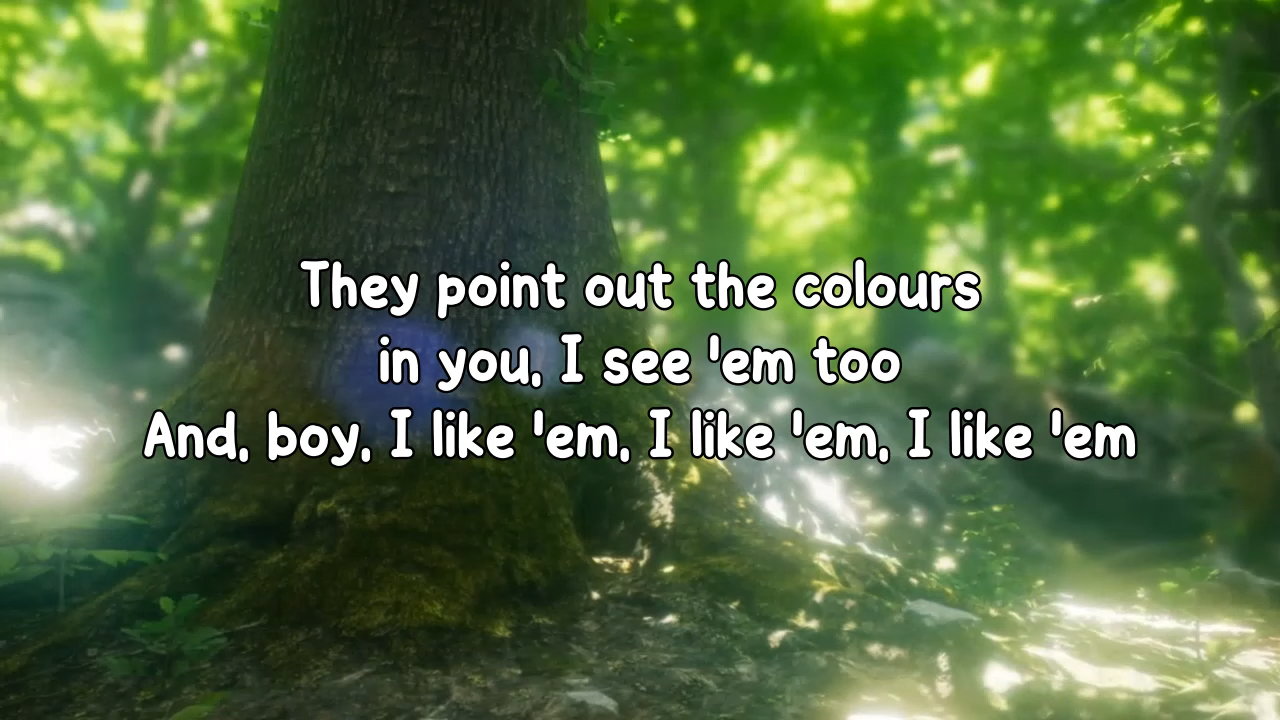 They point out the colours
in you, I see 'em too
And, boy, I like 'em, I like 'em, I like 'em